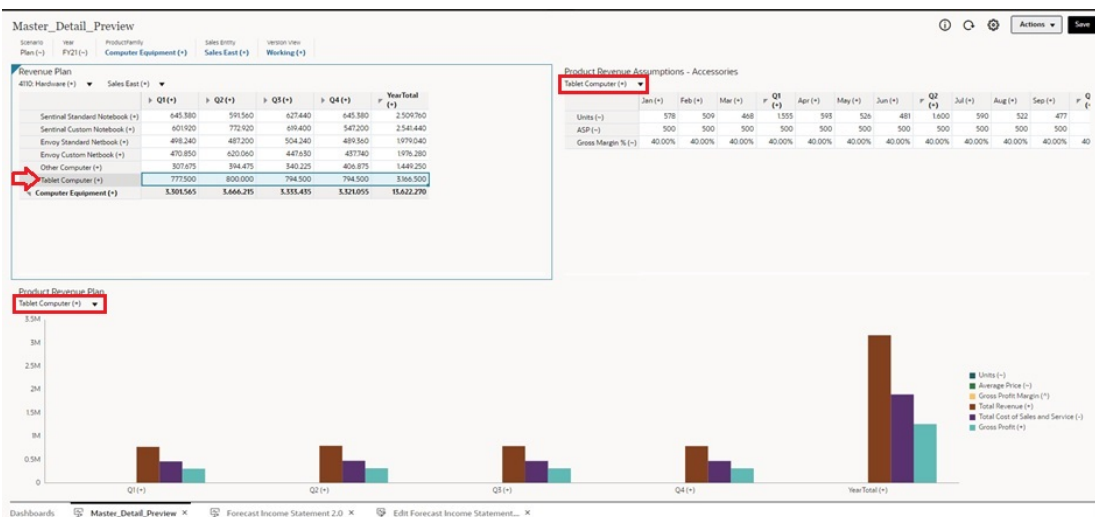 Master_Detail_Preview
Actions
Save
Scenario Year ProductFamily Sales Entity Version View
Plan (~) FY21 (~) Computer Equipment (+) Sales East (+) Working (+)
Revenue Plan
4110: Hardware (+) Sales East (+)
Q1 (+) Q2 (+) Q3 (+) Q4 (+) YearTotal (+)
Sentinal Standard Notebook (+) 645.380 591.560 627.440 645.380 2.509.760
Sentinal Custom Notebook (+) 601.920 772.920 619.400 547.200 2.541.440
Envoy Standard Netbook (+) 498.240 487.200 504.240 489.360 1.979.040
Envoy Custom Netbook (+) 470.850 620.060 447.630 437.740 1.976.280
Other Computer (+) 307.675 394.475 340.225 406.875 1.449.250
Tablet Computer (+) 777.500 800.000 794.500 794.500 3.166.500
Computer Equipment (+) 3.301.565 3.666.215 3.333.435 3.321.055 13.622.270
Product Revenue Assumptions - Accessories
Tablet Computer (+)
Jan (+) Feb (+) Mar (+) Q1 (+) Apr (+) May (+) Jun (+) Q2 (+) Jul (+) Aug (+) Sep (+) Q
Units (~) 578 509 468 1.555 593 526 481 1.600 590 522 477
ASP (~) 500 500 500 500 500 500 500 500 500 500 500
Gross Margin % (~) 40.00% 40.00% 40.00% 40.00% 40.00% 40.00% 40.00% 40.00% 40.00% 40.00% 40.00% 40
Product Revenue Plan
Tablet Computer (+)
3.5M
3M
2.5M
2M
1.5M
1M
0.5M
0
Q1 (+) Q2 (+) Q3 (+) Q4 (+) YearTotal (+)
Units (~)
Average Price (~)
Gross Profit Margin (^)
Total Revenue (+)
Total Cost of Sales and Service (-)
Gross Profit (+)
Dashboards Master_Detail_Preview × Forecast Income Statement 2.0 × Edit Forecast Income Statement... ×